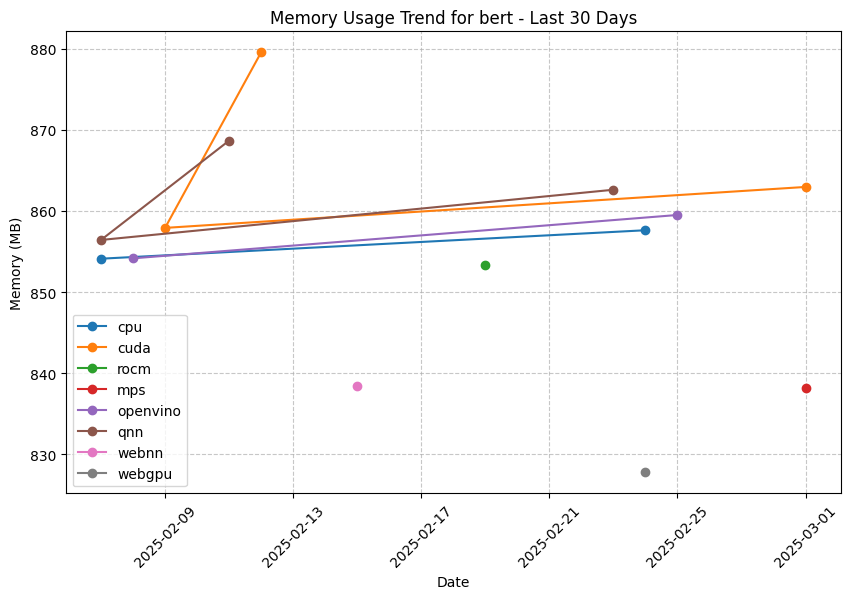 Memory Usage Trend for bert - Last 30 Days
Memory (MB)
880
870
860
850
840
830
cpu
cuda
rocm
mps
openvino
qnn
webnn
webgpu
2025-02-09
2025-02-13
2025-02-17
2025-02-21
2025-02-25
2025-03-01
Date